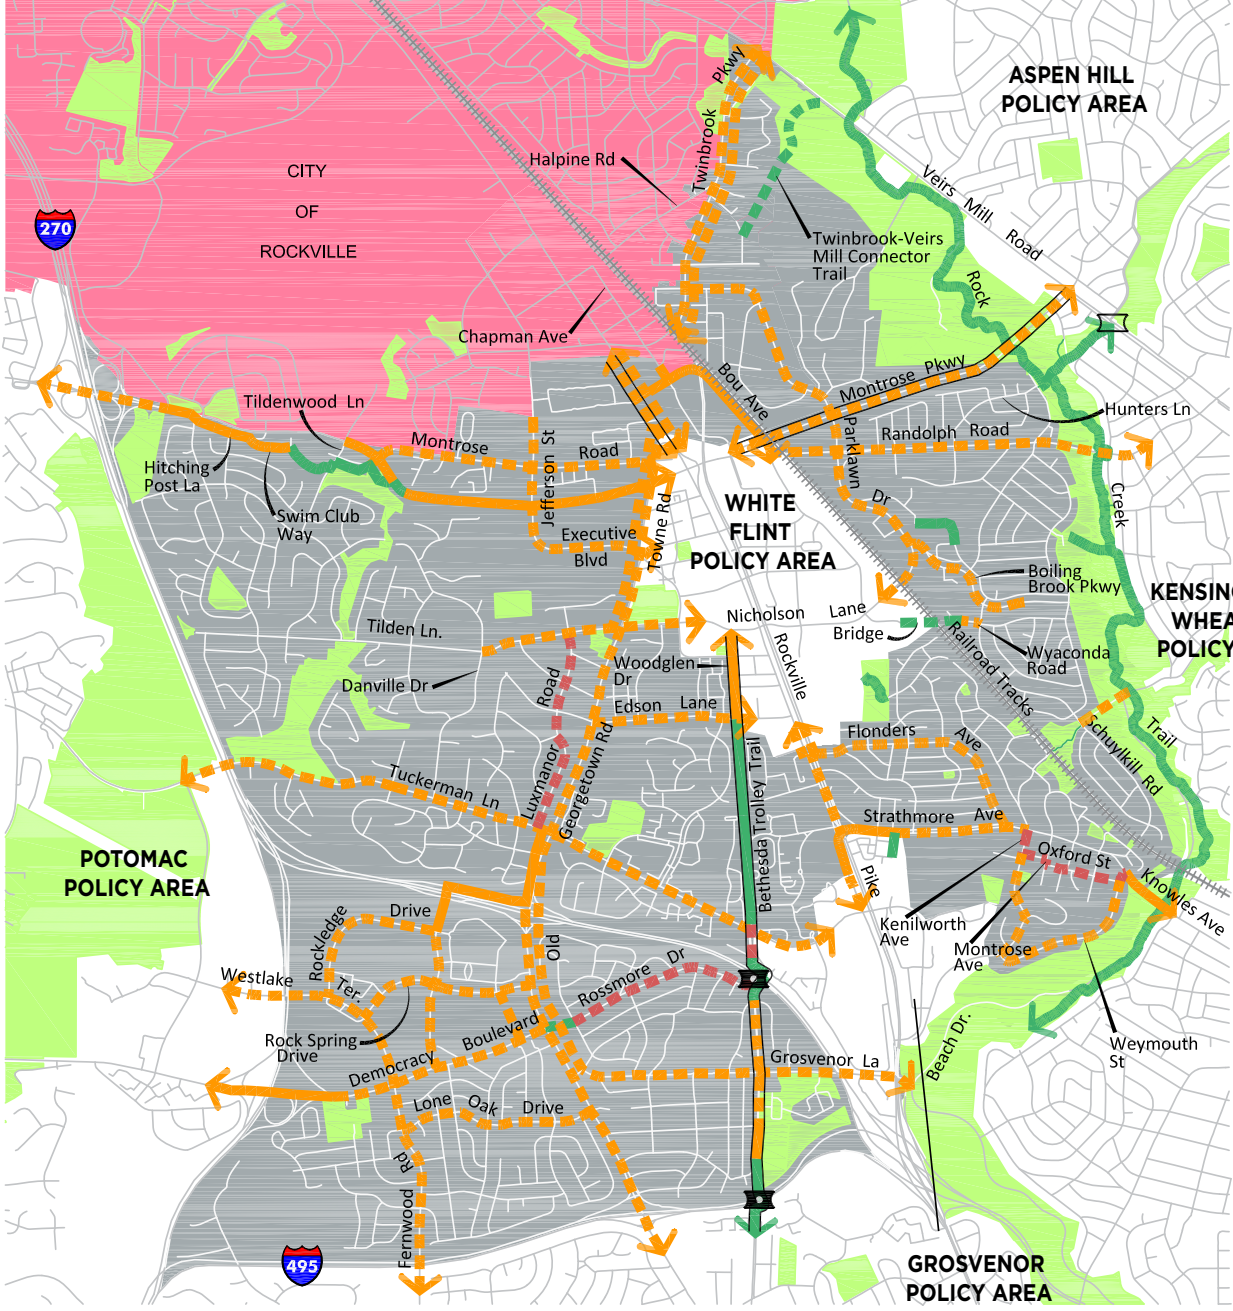 ASPEN HILL
POLICY AREA
CITY
OF
ROCKVILLE
270
Twinbrook Pkwy
Halpine Rd
Veirs Mill Road
Twinbrook-Veirs
Mill Connector
Trail
Rock
Chapman Ave
Bou Ave
Montrose Pkwy
Tildenwood Ln
Hunters Ln
Montrose
Road
Jefferson St
Parklawn
Dr
Randolph Road
Hitching
Post La
Swim Club
Way
Creek
WHITE
FLINT
POLICY AREA
Towne Rd
Executive
Blvd
Boiling
Brook Pkwy
KENSING
WHEA
POLICY
Nicholson Lane
Bridge
Tilden Ln.
Woodglen
Dr
Rockville
Railroad Tracks
Wyaconda
Road
Danville Dr
Road
Edson Lane
Flonders Ave
Schuylkill Rd
Trail
Luxmanor
Georgetown Rd
Bethesda Trolley Trail
Tuckerman Ln
Strathmore Ave
Oxford St
POTOMAC
POLICY AREA
Pike
Knowles Ave
Rockledge
Drive
Kenilworth
Ave
Montrose
Ave
Old
Westlake
Ter.
Rossmore Dr
Rock Spring
Drive
Democracy Boulevard
Grosvenor La
Beach Dr.
Weymouth
St
Lone Oak Drive
Fernwood
Rd
495
GROSVENOR
POLICY AREA